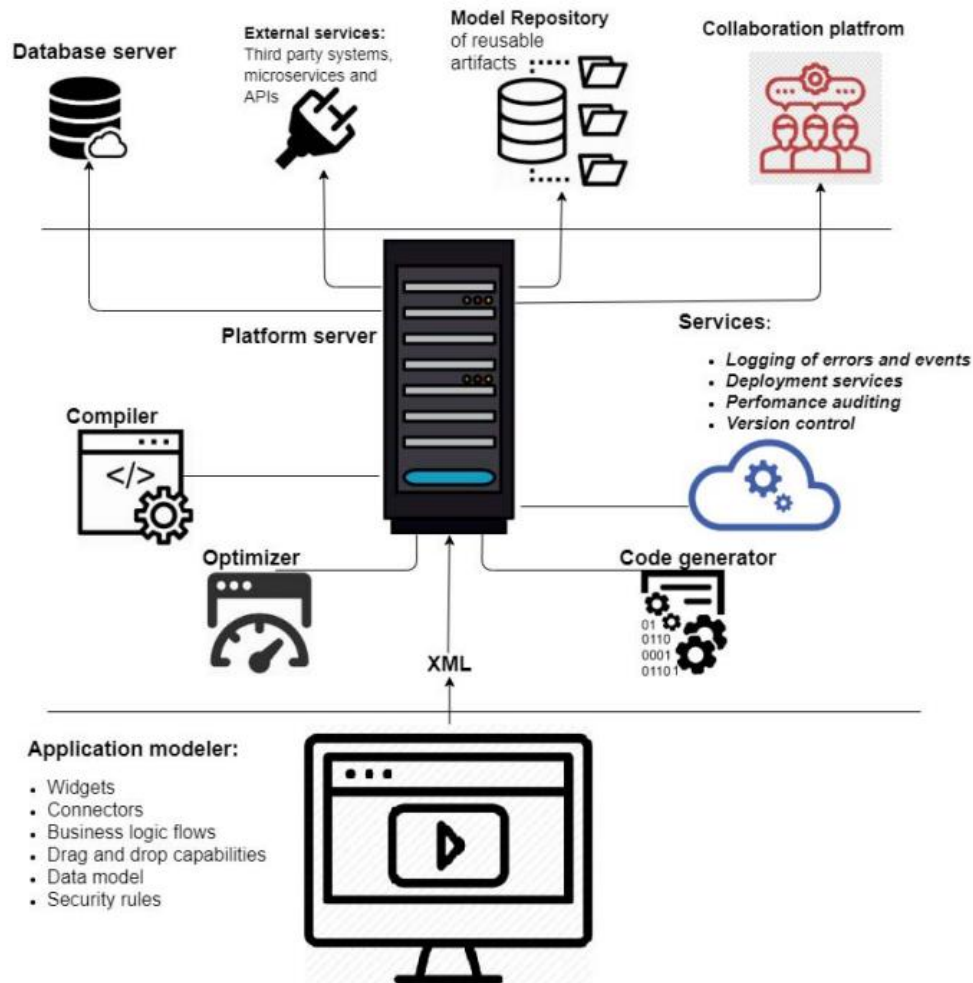 Database server
External services:
Third party systems,
microservices and
APIs
Model Repository
of reusable
artifacts
Collaboration platfrom
Platform server
Services:
Logging of errors and events
Deployment services
Perfomance auditing
Version control
Compiler
</>
Optimizer
Code generator
01
0110
0001
01101
XML
Application modeler:
Widgets
Connectors
Business logic flows
Drag and drop capabilities
Data model
Security rules